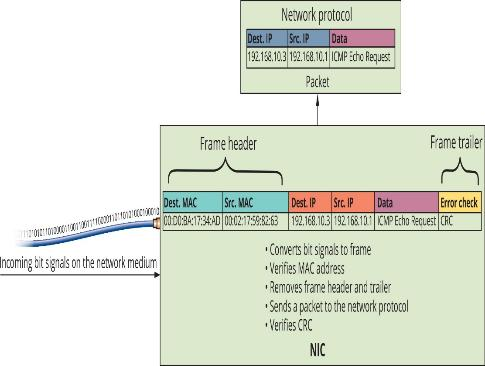 Network protocol
Dest. IP Src. IP Data
192.168.10.3 192.168.10.1 ICMP Echo Request
Packet
Frame header Frame trailer
Dest. MAC Src. MAC Dest. IP Src. IP Data Error check
00:D0:BA:17:34:AD 00:02:17:59:82:63 192.168.10.3 192.168.10.1 ICMP Echo Request CRC
Incoming bit signals on the network medium
• Converts bit signals to frame
• Verifies MAC address
• Removes frame header and trailer
• Sends a packet to the network protocol
• Verifies CRC
NIC